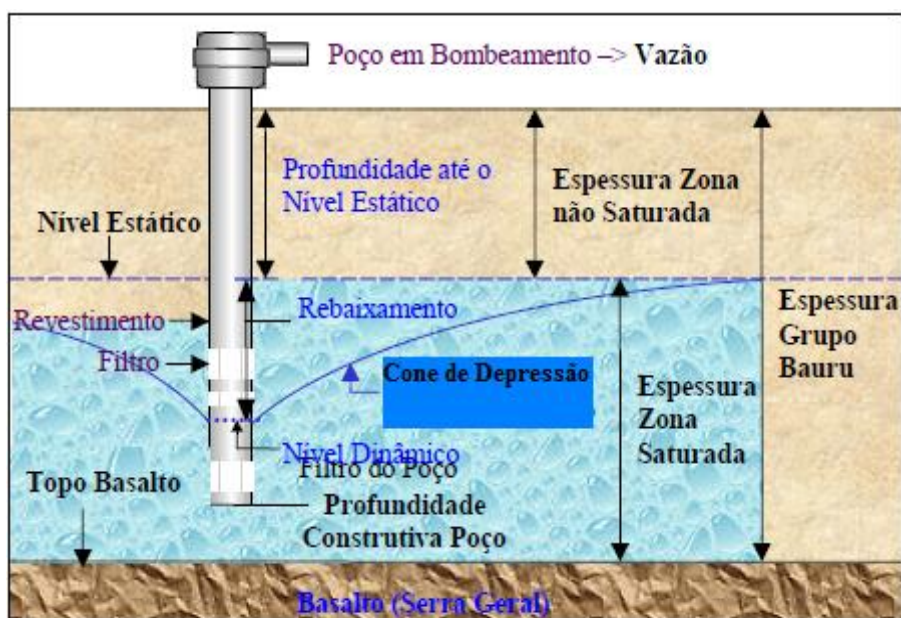 Poço em Bombeamento –> Vazão
Profundidade até o
Nível Estático
Espessura Zona
não Saturada
Nível Estático
Revestimento
Rebaixamento
Espessura
Grupo
Bauru
Filtro
Cone de Depressão
Espessura
Zona
Saturada
Nível Dinâmico
Filtro do Poço
Topo Basalto
Profundidade
Construtiva Poço
Basalto (Serra Geral)